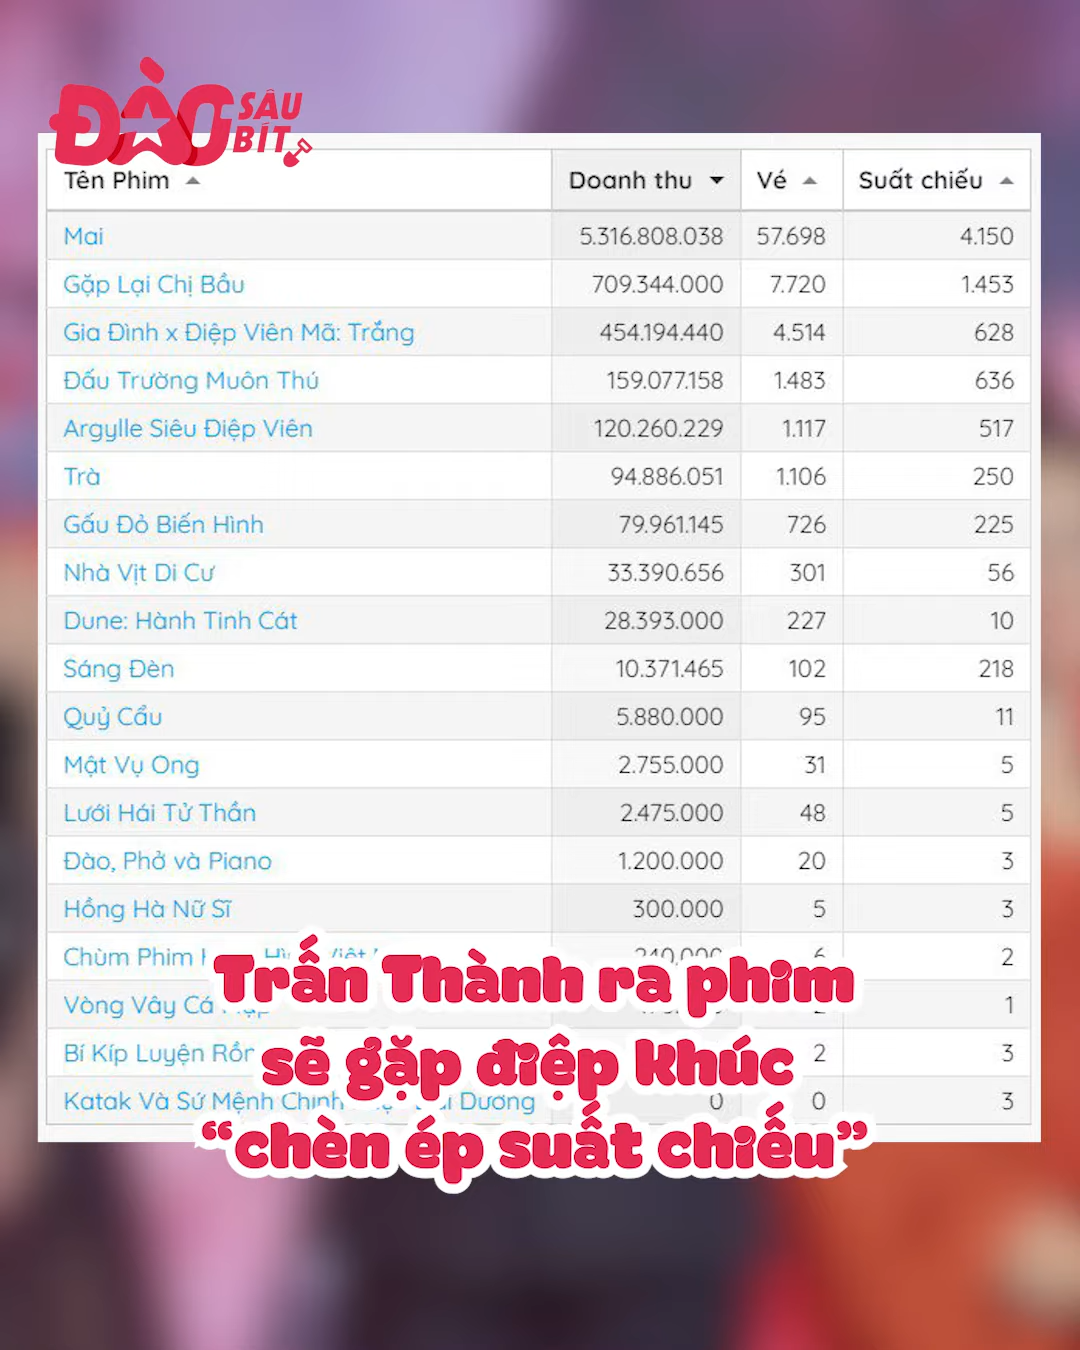 ĐÀO SÂU BÍT
Tên Phim Doanh thu Vé Suất chiếu
Mai 5.316.808.038 57.698 4.150
Gặp Lại Chị Bầu 709.344.000 7.720 1.453
Gia Đình x Điệp Viên Mã: Trắng 454.194.440 4.514 628
Đấu Trường Muôn Thú 159.077.158 1.483 636
Argylle Siêu Điệp Viên 120.260.229 1.117 517
Trà 94.886.051 1.106 250
Gấu Đỏ Biến Hình 79.961.145 726 225
Nhà Vịt Di Cư 33.390.656 301 56
Dune: Hành Tinh Cát 28.393.000 227 10
Sáng Đèn 10.371.465 102 218
Quỷ Cẩu 5.880.000 95 11
Mật Vụ Ong 2.755.000 31 5
Lưới Hái Tử Thần 2.475.000 48 5
Đào, Phở và Piano 1.200.000 20 3
Hồng Hà Nữ Sĩ 300.000 5 3
Chùm Phim 2
Vòng Vây Cá 1
Bí Kíp Luyện 2 3
Katak Và Sứ Mệnh Dương 0 0 3
Trấn Thành ra phim
sẽ gặp điệp khúc
“chèn ép suất chiếu”